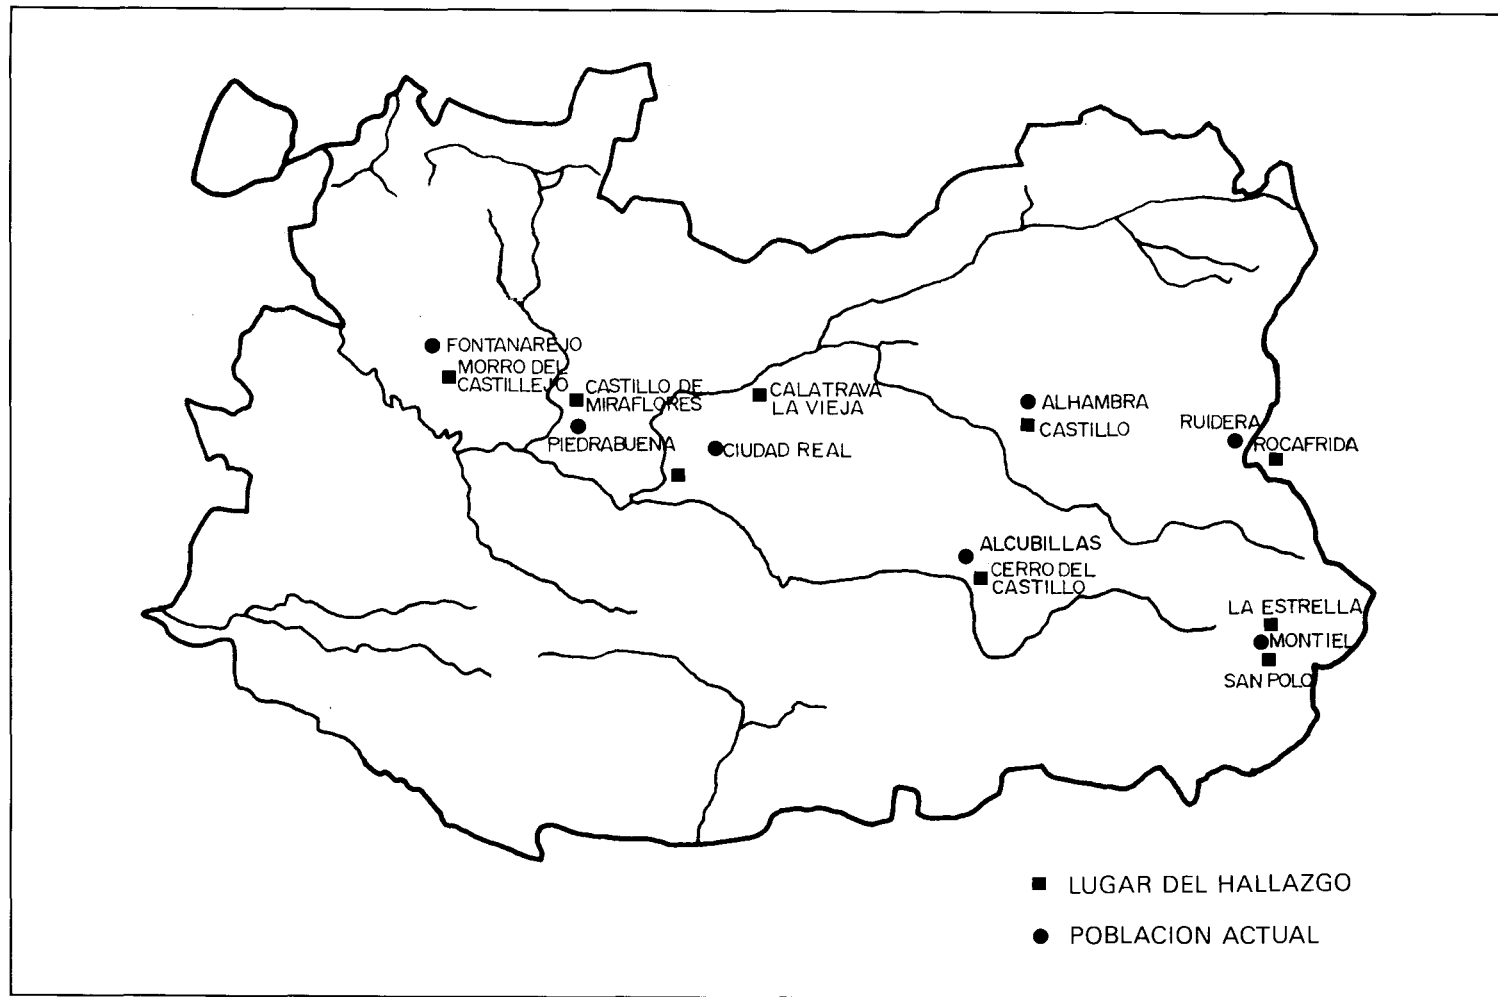 FONTANAREJO
MORRO DEL
CASTILLEJO
CASTILLO DE
MIRAFLORES
PIEDRABUENA
CALATRAVA
LA VIEJA
CIUDAD REAL
ALHAMBRA
CASTILLO
RUIDERA
ROCAFRIDA
ALCUBILLAS
CERRO DEL
CASTILLO
LA ESTRELLA
MONTIEL
SAN POLO
LUGAR DEL HALLAZGO
POBLACION ACTUAL